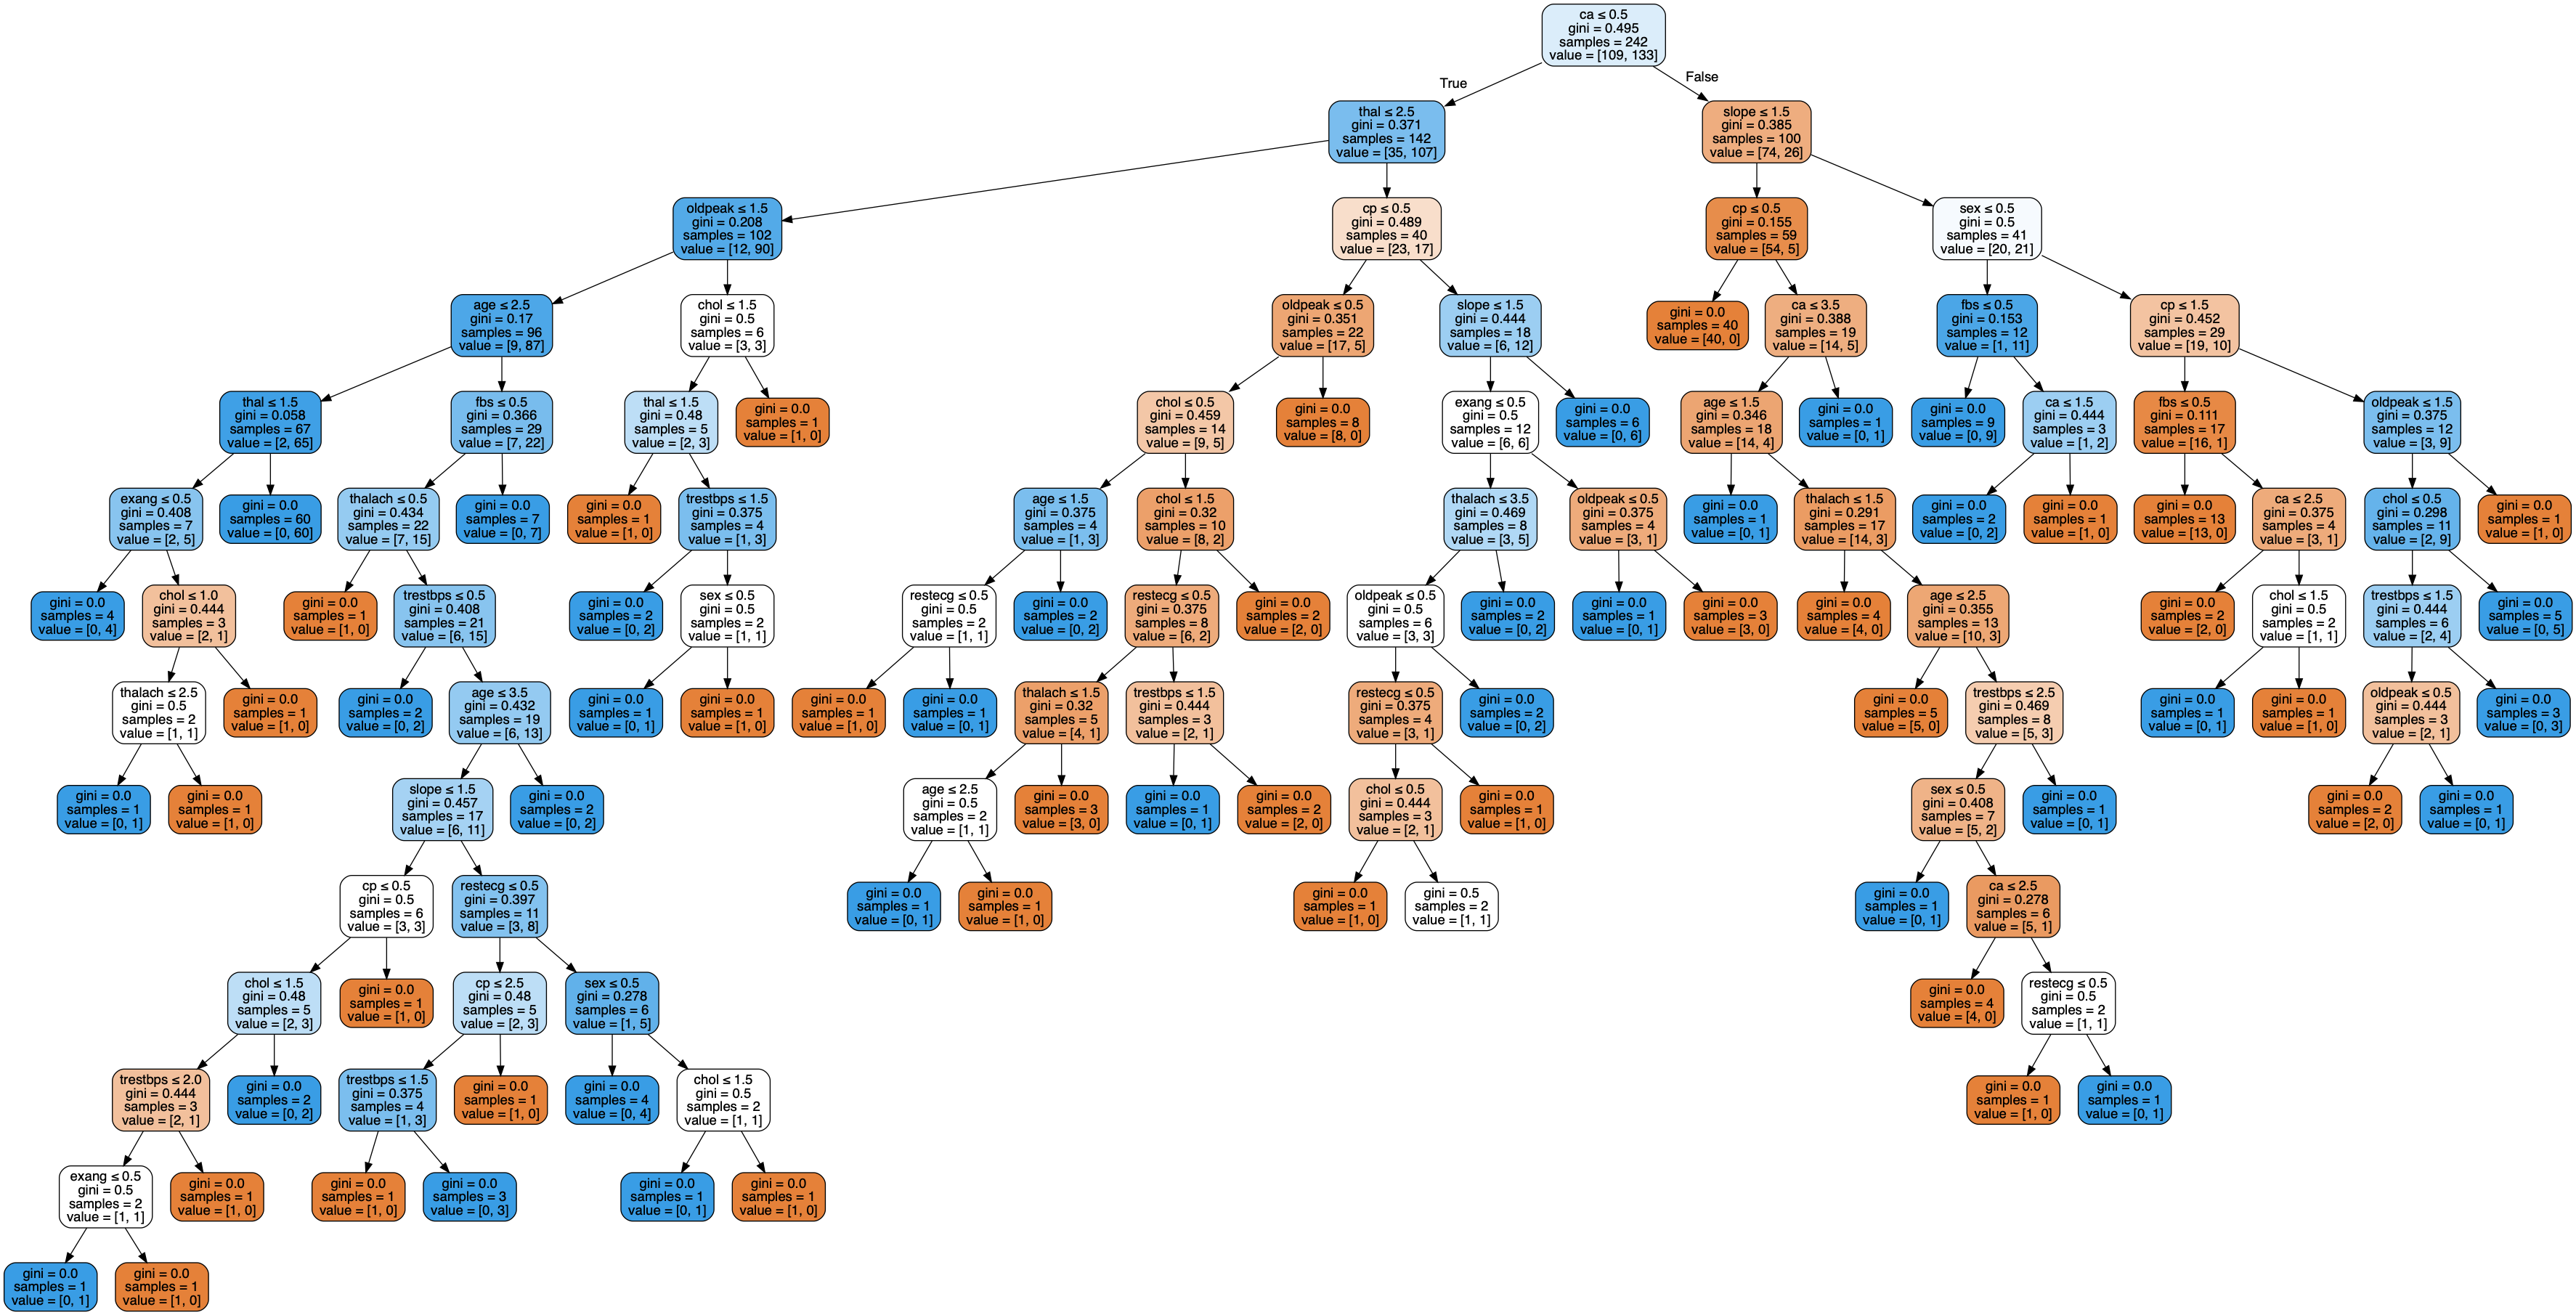 ca ≤ 0.5
gini = 0.495
samples = 242
value = [109, 133]
True
False
thal ≤ 2.5
gini = 0.371
samples = 142
value = [35, 107]
slope ≤ 1.5
gini = 0.385
samples = 100
value = [74, 26]
oldpeak ≤ 1.5
gini = 0.208
samples = 102
value = [12, 90]
cp ≤ 0.5
gini = 0.489
samples = 40
value = [23, 17]
cp ≤ 0.5
gini = 0.155
samples = 59
value = [54, 5]
sex ≤ 0.5
gini = 0.5
samples = 41
value = [20, 21]
age ≤ 2.5
gini = 0.17
samples = 96
value = [9, 87]
chol ≤ 1.5
gini = 0.5
samples = 6
value = [3, 3]
oldpeak ≤ 0.5
gini = 0.351
samples = 22
value = [17, 5]
slope ≤ 1.5
gini = 0.444
samples = 18
value = [6, 12]
gini = 0.0
samples = 40
value = [40, 0]
ca ≤ 3.5
gini = 0.388
samples = 19
value = [14, 5]
fbs ≤ 0.5
gini = 0.153
samples = 12
value = [1, 11]
cp ≤ 1.5
gini = 0.452
samples = 29
value = [19, 10]
thal ≤ 1.5
gini = 0.058
samples = 67
value = [2, 65]
fbs ≤ 0.5
gini = 0.366
samples = 29
value = [7, 22]
thal ≤ 1.5
gini = 0.48
samples = 5
value = [2, 3]
gini = 0.0
samples = 1
value = [1, 0]
chol ≤ 0.5
gini = 0.459
samples = 14
value = [9, 5]
gini = 0.0
samples = 8
value = [8, 0]
exang ≤ 0.5
gini = 0.5
samples = 12
value = [6, 6]
gini = 0.0
samples = 6
value = [0, 6]
age ≤ 1.5
gini = 0.346
samples = 18
value = [14, 4]
gini = 0.0
samples = 1
value = [0, 1]
gini = 0.0
samples = 9
value = [0, 9]
ca ≤ 1.5
gini = 0.444
samples = 3
value = [1, 2]
fbs ≤ 0.5
gini = 0.111
samples = 17
value = [16, 1]
oldpeak ≤ 1.5
gini = 0.375
samples = 12
value = [3, 9]
exang ≤ 0.5
gini = 0.408
samples = 7
value = [2, 5]
gini = 0.0
samples = 60
value = [0, 60]
thalach ≤ 0.5
gini = 0.434
samples = 22
value = [7, 15]
gini = 0.0
samples = 7
value = [0, 7]
gini = 0.0
samples = 1
value = [1, 0]
trestbps ≤ 1.5
gini = 0.375
samples = 4
value = [1, 3]
age ≤ 1.5
gini = 0.375
samples = 4
value = [1, 3]
chol ≤ 1.5
gini = 0.32
samples = 10
value = [8, 2]
thalach ≤ 3.5
gini = 0.469
samples = 8
value = [3, 5]
oldpeak ≤ 0.5
gini = 0.375
samples = 4
value = [3, 1]
gini = 0.0
samples = 1
value = [0, 1]
thalach ≤ 1.5
gini = 0.291
samples = 17
value = [14, 3]
gini = 0.0
samples = 2
value = [0, 2]
gini = 0.0
samples = 1
value = [1, 0]
gini = 0.0
samples = 13
value = [13, 0]
ca ≤ 2.5
gini = 0.375
samples = 4
value = [3, 1]
chol ≤ 0.5
gini = 0.298
samples = 11
value = [2, 9]
gini = 0.0
samples = 1
value = [1, 0]
gini = 0.0
samples = 4
value = [0, 4]
chol ≤ 1.0
gini = 0.444
samples = 3
value = [2, 1]
gini = 0.0
samples = 1
value = [1, 0]
trestbps ≤ 0.5
gini = 0.408
samples = 21
value = [6, 15]
gini = 0.0
samples = 2
value = [0, 2]
sex ≤ 0.5
gini = 0.5
samples = 2
value = [1, 1]
restecg ≤ 0.5
gini = 0.5
samples = 2
value = [1, 1]
gini = 0.0
samples = 2
value = [0, 2]
restecg ≤ 0.5
gini = 0.375
samples = 8
value = [6, 2]
gini = 0.0
samples = 2
value = [2, 0]
oldpeak ≤ 0.5
gini = 0.5
samples = 6
value = [3, 3]
gini = 0.0
samples = 2
value = [0, 2]
gini = 0.0
samples = 1
value = [0, 1]
gini = 0.0
samples = 3
value = [3, 0]
gini = 0.0
samples = 4
value = [4, 0]
age ≤ 2.5
gini = 0.355
samples = 13
value = [10, 3]
gini = 0.0
samples = 2
value = [2, 0]
chol ≤ 1.5
gini = 0.5
samples = 2
value = [1, 1]
trestbps ≤ 1.5
gini = 0.444
samples = 6
value = [2, 4]
gini = 0.0
samples = 5
value = [0, 5]
thalach ≤ 2.5
gini = 0.5
samples = 2
value = [1, 1]
gini = 0.0
samples = 1
value = [1, 0]
gini = 0.0
samples = 2
value = [0, 2]
age ≤ 3.5
gini = 0.432
samples = 19
value = [6, 13]
gini = 0.0
samples = 1
value = [0, 1]
gini = 0.0
samples = 1
value = [1, 0]
gini = 0.0
samples = 1
value = [1, 0]
gini = 0.0
samples = 1
value = [0, 1]
thalach ≤ 1.5
gini = 0.32
samples = 5
value = [4, 1]
trestbps ≤ 1.5
gini = 0.444
samples = 3
value = [2, 1]
restecg ≤ 0.5
gini = 0.375
samples = 4
value = [3, 1]
gini = 0.0
samples = 2
value = [0, 2]
gini = 0.0
samples = 5
value = [5, 0]
trestbps ≤ 2.5
gini = 0.469
samples = 8
value = [5, 3]
gini = 0.0
samples = 1
value = [0, 1]
gini = 0.0
samples = 1
value = [1, 0]
oldpeak ≤ 0.5
gini = 0.444
samples = 3
value = [2, 1]
gini = 0.0
samples = 3
value = [0, 3]
gini = 0.0
samples = 1
value = [0, 1]
gini = 0.0
samples = 1
value = [1, 0]
slope ≤ 1.5
gini = 0.457
samples = 17
value = [6, 11]
gini = 0.0
samples = 2
value = [0, 2]
age ≤ 2.5
gini = 0.5
samples = 2
value = [1, 1]
gini = 0.0
samples = 3
value = [3, 0]
gini = 0.0
samples = 1
value = [0, 1]
gini = 0.0
samples = 2
value = [2, 0]
chol ≤ 0.5
gini = 0.444
samples = 3
value = [2, 1]
gini = 0.0
samples = 1
value = [1, 0]
sex ≤ 0.5
gini = 0.408
samples = 7
value = [5, 2]
gini = 0.0
samples = 1
value = [0, 1]
gini = 0.0
samples = 2
value = [2, 0]
gini = 0.0
samples = 1
value = [0, 1]
cp ≤ 0.5
gini = 0.5
samples = 6
value = [3, 3]
restecg ≤ 0.5
gini = 0.397
samples = 11
value = [3, 8]
gini = 0.0
samples = 1
value = [0, 1]
gini = 0.0
samples = 1
value = [1, 0]
gini = 0.0
samples = 1
value = [1, 0]
gini = 0.5
samples = 2
value = [1, 1]
gini = 0.0
samples = 1
value = [0, 1]
ca ≤ 2.5
gini = 0.278
samples = 6
value = [5, 1]
chol ≤ 1.5
gini = 0.48
samples = 5
value = [2, 3]
gini = 0.0
samples = 1
value = [1, 0]
cp ≤ 2.5
gini = 0.48
samples = 5
value = [2, 3]
sex ≤ 0.5
gini = 0.278
samples = 6
value = [1, 5]
gini = 0.0
samples = 4
value = [4, 0]
restecg ≤ 0.5
gini = 0.5
samples = 2
value = [1, 1]
trestbps ≤ 2.0
gini = 0.444
samples = 3
value = [2, 1]
gini = 0.0
samples = 2
value = [0, 2]
trestbps ≤ 1.5
gini = 0.375
samples = 4
value = [1, 3]
gini = 0.0
samples = 1
value = [1, 0]
gini = 0.0
samples = 4
value = [0, 4]
chol ≤ 1.5
gini = 0.5
samples = 2
value = [1, 1]
gini = 0.0
samples = 1
value = [1, 0]
gini = 0.0
samples = 1
value = [0, 1]
exang ≤ 0.5
gini = 0.5
samples = 2
value = [1, 1]
gini = 0.0
samples = 1
value = [1, 0]
gini = 0.0
samples = 1
value = [1, 0]
gini = 0.0
samples = 3
value = [0, 3]
gini = 0.0
samples = 1
value = [0, 1]
gini = 0.0
samples = 1
value = [1, 0]
gini = 0.0
samples = 1
value = [0, 1]
gini = 0.0
samples = 1
value = [1, 0]